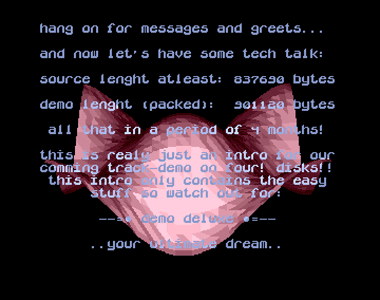 hang on for messages and greets...
and now let's have some tech talk:
source lenght atleast: 837690 bytes
demo lenght (packed): 901120 bytes
all that in a period of 4 months!
this is realy just an intro for our
comming track-demo on four! disks!!
this intro only contains the easy
stuff so watch out for:
--=• demo deluxe •=--
..your ultimate dream..